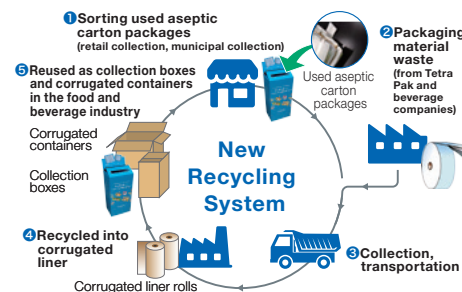 ❶Sorting used aseptic
carton packages
(retail collection, municipal collection)
Used aseptic
carton
packages
❷Packaging
material
waste
(from Tetra
Pak and
beverage
companies)
❸Collection,
transportation
❹Recycled into
corrugated
liner
Corrugated liner rolls
❺Reused as collection boxes
and corrugated containers
in the food and
beverage industry
Corrugated
containers
Collection
boxes
New
Recycling
System